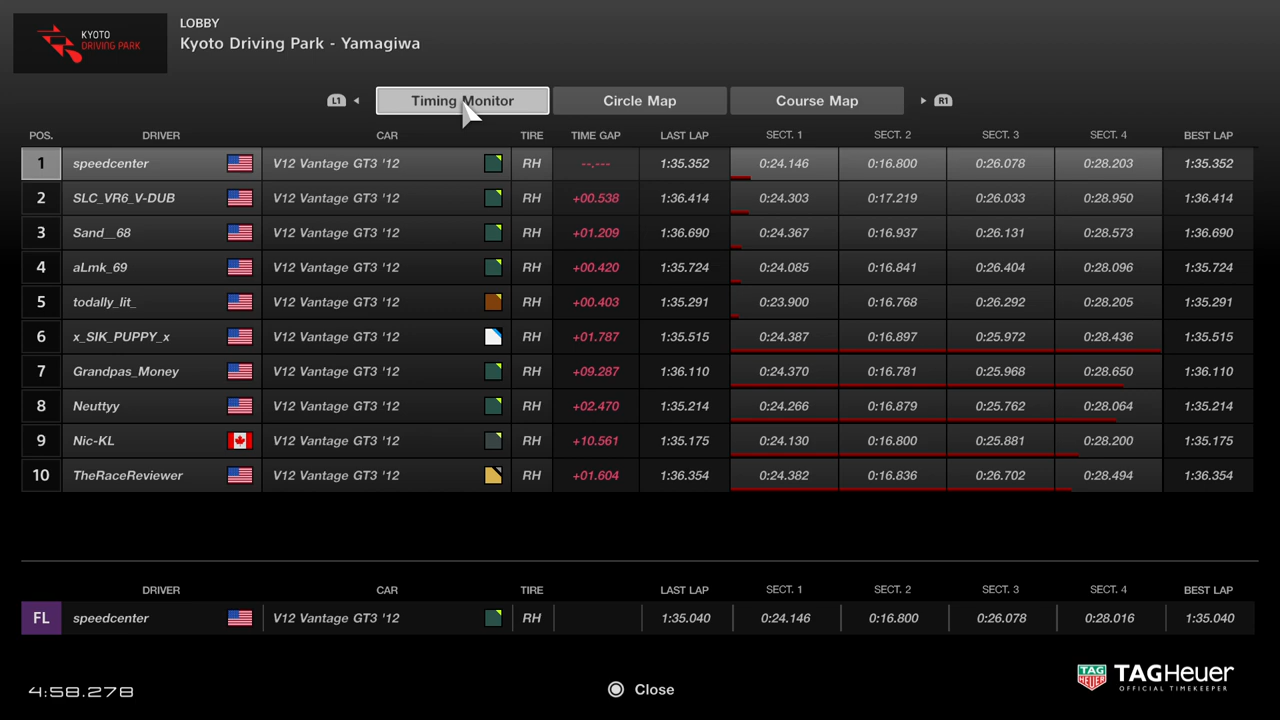 KYOTO
DRIVING PARK
LOBBY
Kyoto Driving Park - Yamagiwa
L1 Timing Monitor Circle Map Course Map R1
POS. DRIVER CAR TIRE TIME GAP LAST LAP SECT. 1 SECT. 2 SECT. 3 SECT. 4 BEST LAP
1 speedcenter V12 Vantage GT3 '12 RH --.--- 1:35.352 0:24.146 0:16.800 0:26.078 0:28.203 1:35.352
2 SLC_VR6_V-DUB V12 Vantage GT3 '12 RH +00.538 1:36.414 0:24.303 0:17.219 0:26.033 0:28.950 1:36.414
3 Sand__68 V12 Vantage GT3 '12 RH +01.209 1:36.690 0:24.367 0:16.937 0:26.131 0:28.573 1:36.690
4 aLmk_69 V12 Vantage GT3 '12 RH +00.420 1:35.724 0:24.085 0:16.841 0:26.404 0:28.096 1:35.724
5 todally_lit_ V12 Vantage GT3 '12 RH +00.403 1:35.291 0:23.900 0:16.768 0:26.292 0:28.205 1:35.291
6 x_SIK_PUPPY_x V12 Vantage GT3 '12 RH +01.787 1:35.515 0:24.387 0:16.897 0:25.972 0:28.436 1:35.515
7 Grandpas_Money V12 Vantage GT3 '12 RH +09.287 1:36.110 0:24.370 0:16.781 0:25.968 0:28.650 1:36.110
8 Neuttyy V12 Vantage GT3 '12 RH +02.470 1:35.214 0:24.266 0:16.879 0:25.762 0:28.064 1:35.214
9 Nic-KL V12 Vantage GT3 '12 RH +10.561 1:35.175 0:24.130 0:16.800 0:25.881 0:28.200 1:35.175
10 TheRaceReviewer V12 Vantage GT3 '12 RH +01.604 1:36.354 0:24.382 0:16.836 0:26.702 0:28.494 1:36.354
DRIVER CAR TIRE LAST LAP SECT. 1 SECT. 2 SECT. 3 SECT. 4 BEST LAP
FL speedcenter V12 Vantage GT3 '12 RH 1:35.040 0:24.146 0:16.800 0:26.078 0:28.016 1:35.040
4:58.278
Close
TAG HEUER TAGHeuer
OFFICIAL TIMEKEEPER